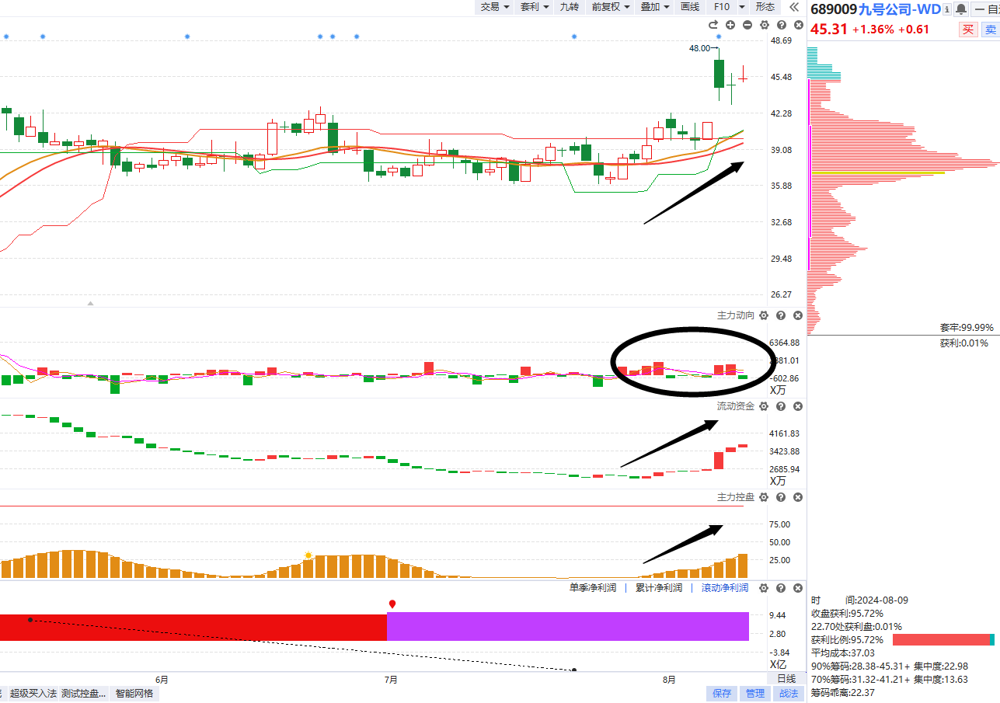 交易 套利 九转 前复权 叠加 画线 F10 形态
689009九号公司-WD
45.31 +1.36% +0.61 买 卖
48.69
48.00
45.48
42.28
39.08
35.88
32.68
29.48
26.27
主力动向
套牢:99.99%
获利:0.01%
6364.88
381.01
-602.86
X万
流动资金
4161.83
3423.88
2685.94
X万
主力控盘
75.00
50.00
25.00
单季净利润 | 累计净利润 | 滚动净利润
9.44
2.80
-3.84
X亿
时 间:2024-08-09
收盘获利:95.72%
22.70处获利盘:0.01%
获利比例:95.72%
平均成本:37.03
90%筹码:28.38-45.31+ 集中度:22.98
70%筹码:31.32-41.21+ 集中度:13.63
筹码乖离:22.37
6月 7月 8月 日线
超级买入法 测试控盘... 智能网格 保存 管理 战法